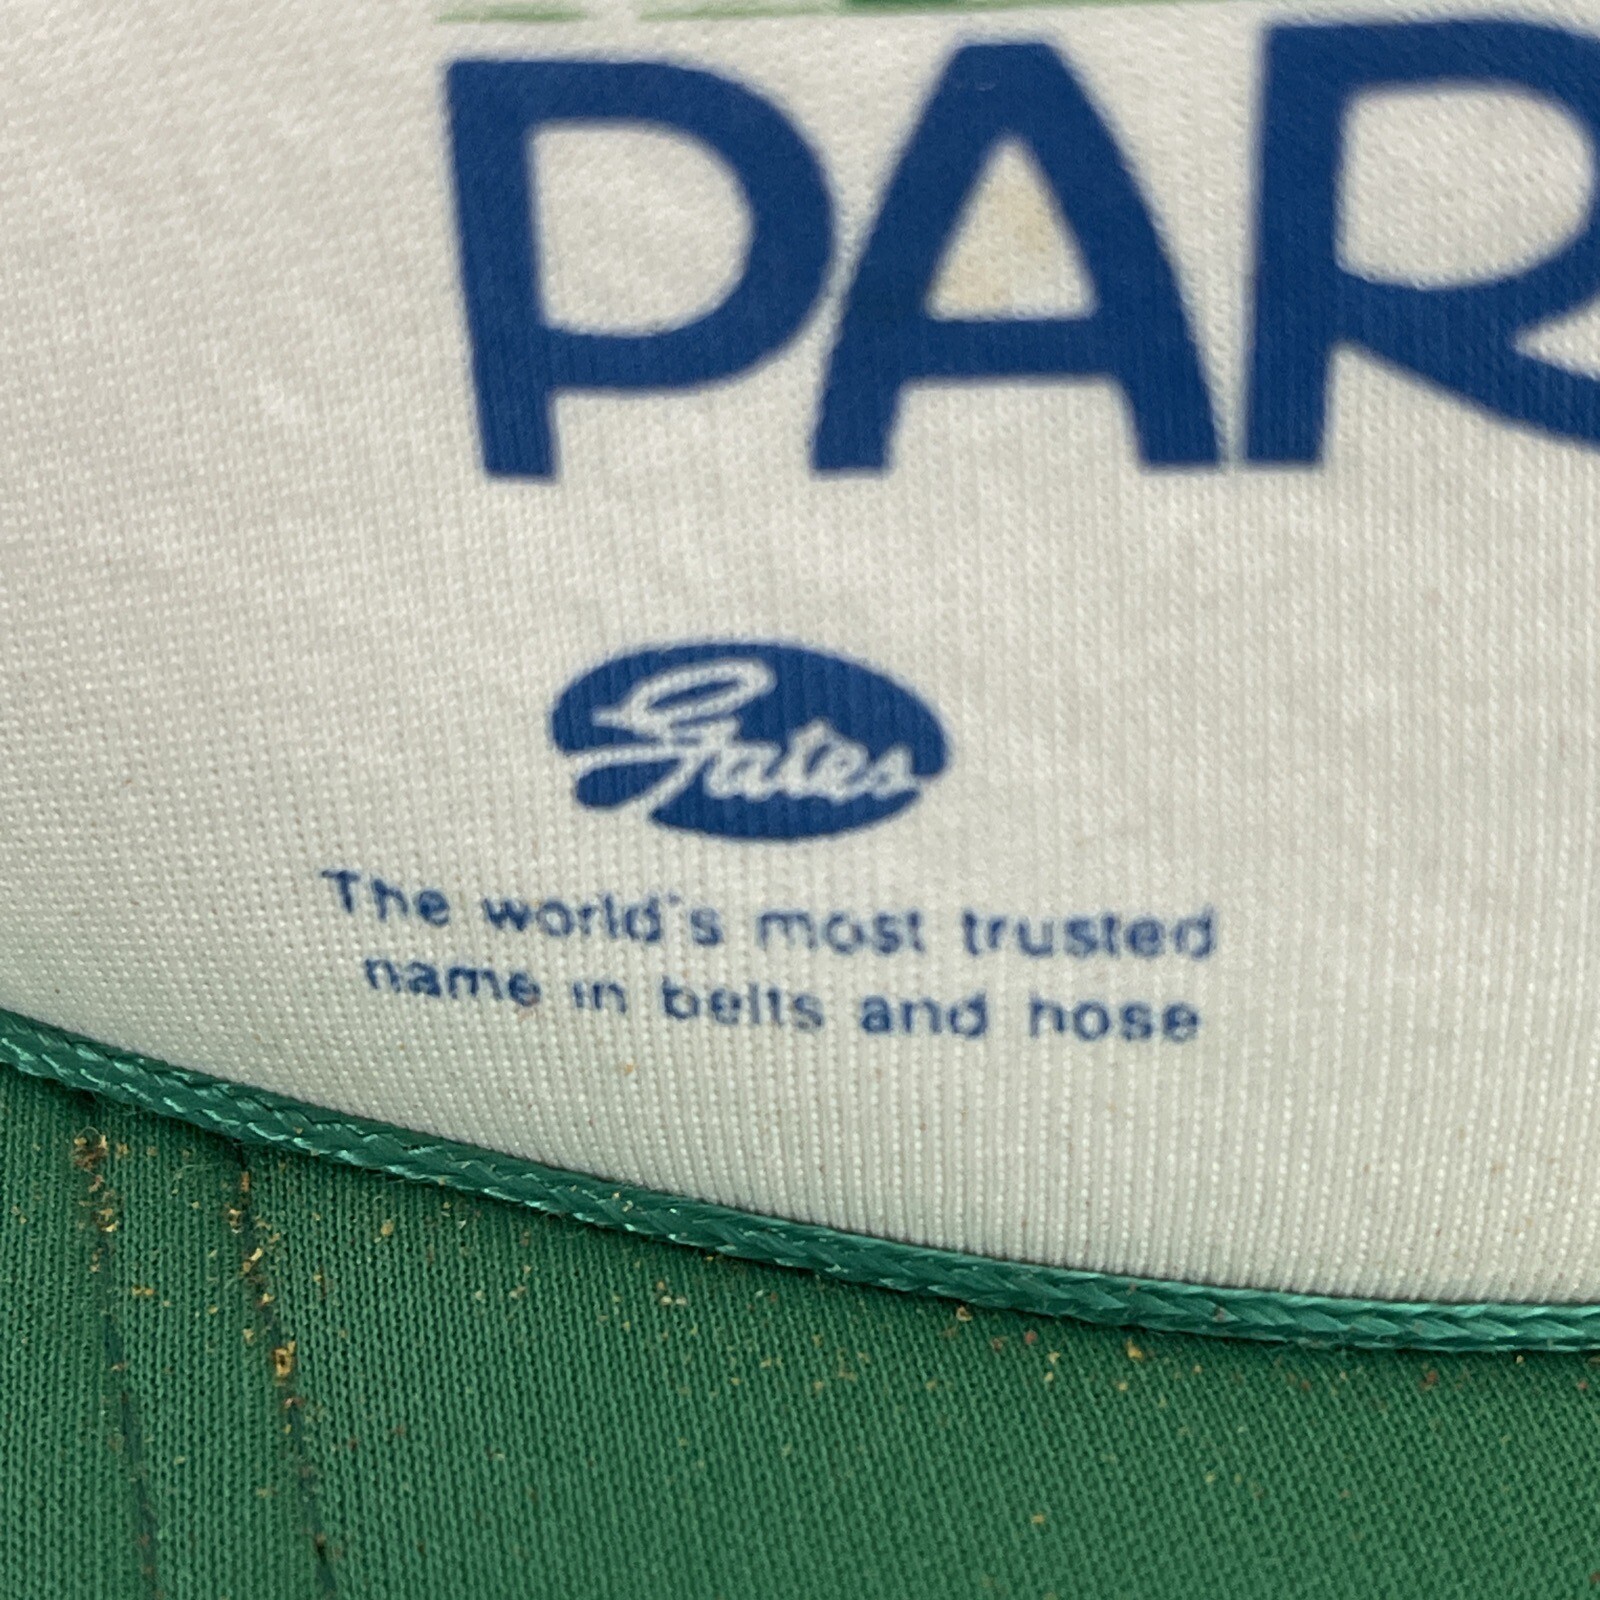 PAR
Gates
The world's most trusted
name in belts and hose